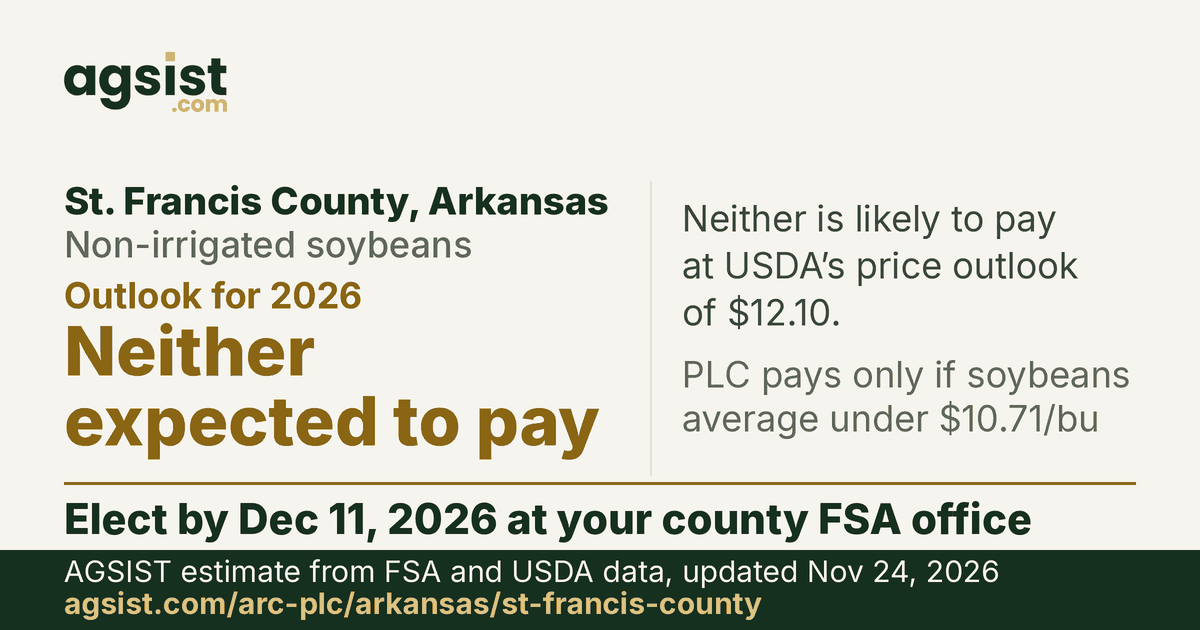 agsist
.com
St. Francis County, Arkansas
Non-irrigated soybeans
Outlook for 2026
Neither
expected to pay
Neither is likely to pay
at USDA’s price outlook
of $12.10.
PLC pays only if soybeans
average under $10.71/bu
Elect by Dec 11, 2026 at your county FSA office
AGSIST estimate from FSA and USDA data, updated Nov 24, 2026
agsist.com/arc-plc/arkansas/st-francis-county